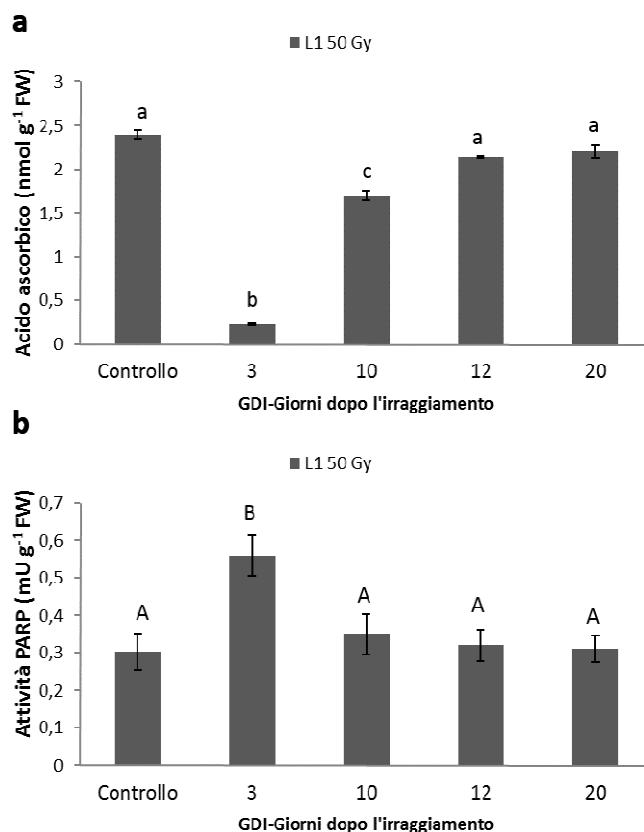 a
L1 50 Gy
Acido ascorbico (nmol g⁻¹ FW)
3
2,5
2
1,5
1
0,5
0
a
b
c
a
a
Controllo 3 10 12 20
GDI-Giorni dopo l'irraggiamento
b
L1 50 Gy
Attività PARP (mU g⁻¹ FW)
0,7
0,6
0,5
0,4
0,3
0,2
0,1
0
A
B
A
A
A
Controllo 3 10 12 20
GDI-Giorni dopo l'irraggiamento